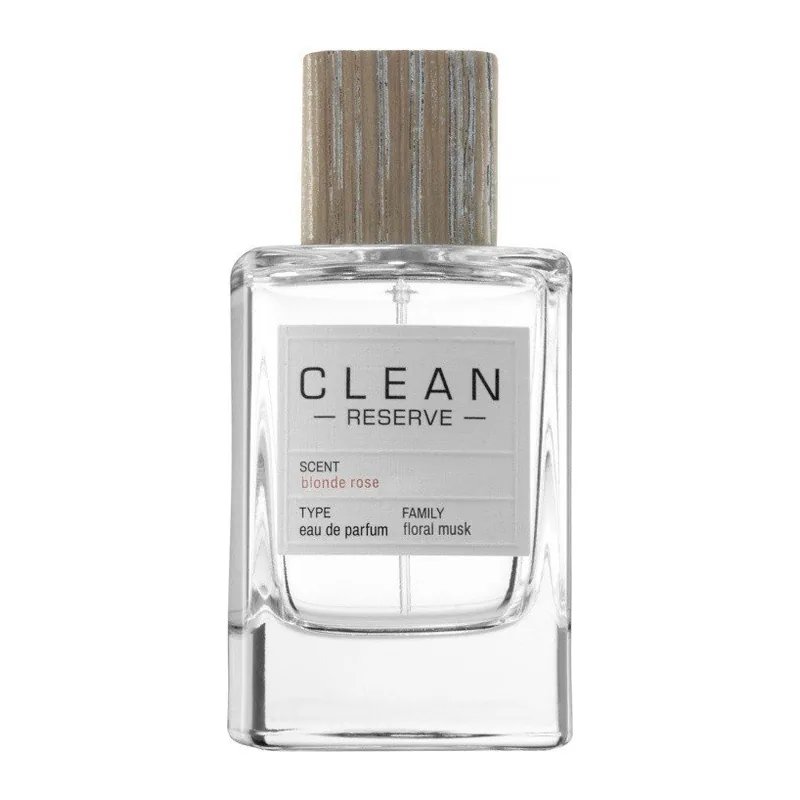 CLEAN
— RESERVE —
SCENT
blonde rose
TYPE FAMILY
eau de parfum floral musk